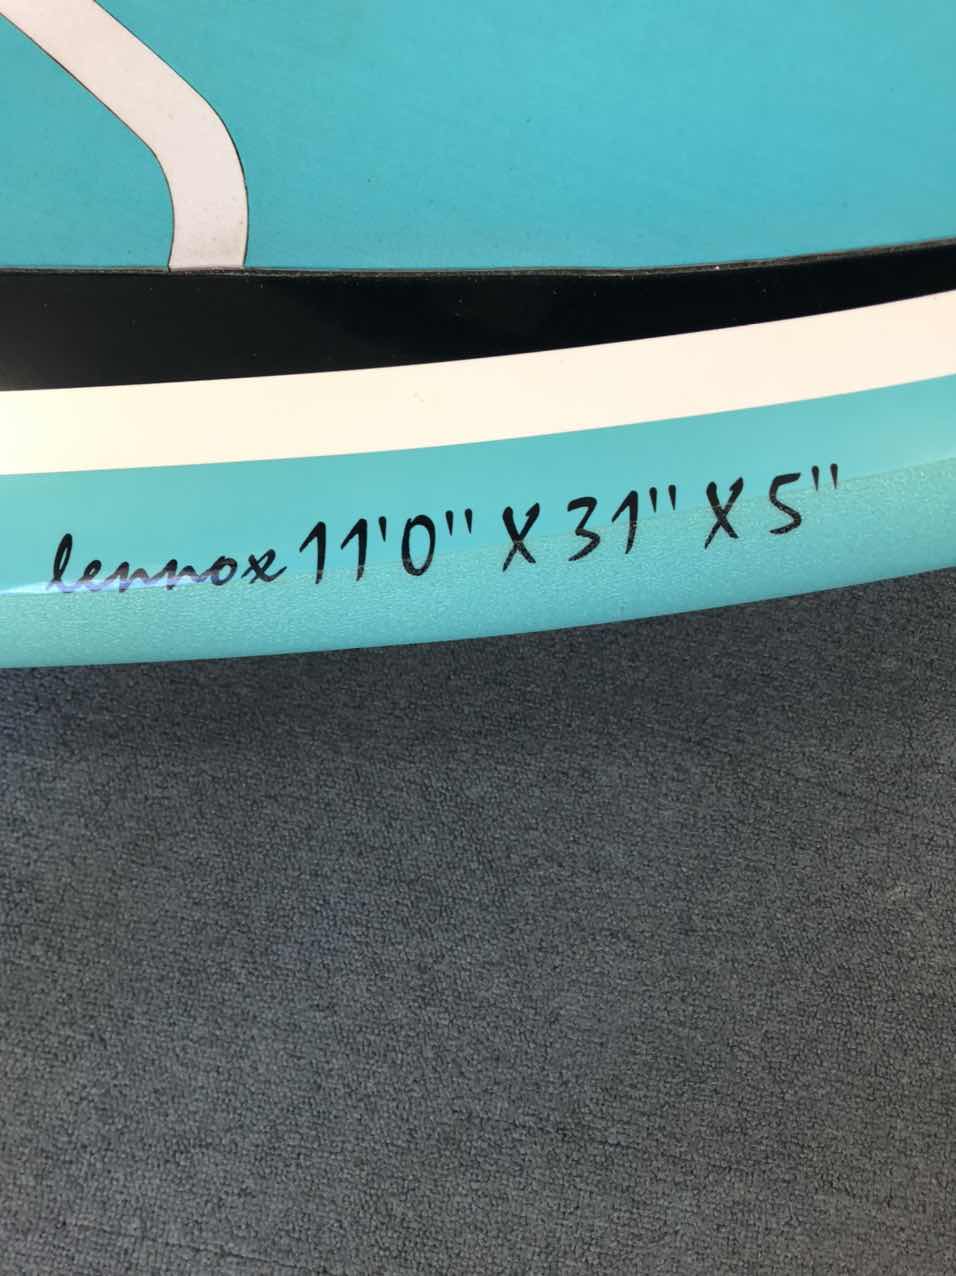 lennox 11'0" X 31" X 5"